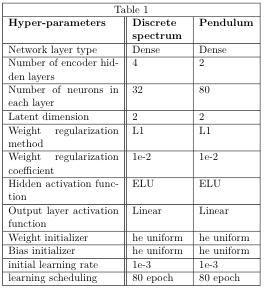 Table 1
Hyper-parameters Discrete spectrum Pendulum
Network layer type Dense Dense
Number of encoder hid-
den layers 4 2
Number of neurons in
each layer 32 80
Latent dimension 2 2
Weight regularization
method L1 L1
Weight regularization
coefficient 1e-2 1e-2
Hidden activation func-
tion ELU ELU
Output layer activation
function Linear Linear
Weight initializer he uniform he uniform
Bias initializer he uniform he uniform
initial learning rate 1e-3 1e-3
learning scheduling 80 epoch 80 epoch